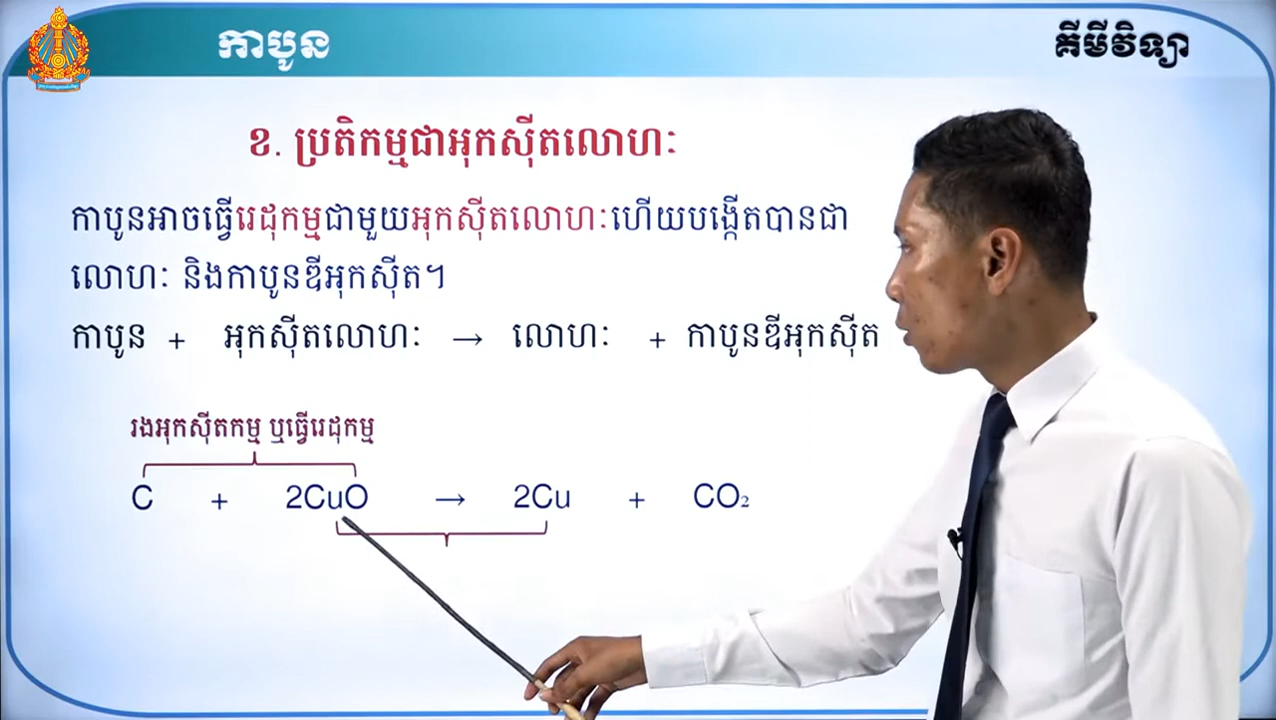 កាបូន
គីមីវិទ្យា
ខ. ប្រតិកម្មជាអុកស៊ីតលោហៈ
កាបូនអាចធ្វើរេដុកម្មជាមួយអុកស៊ីតលោហៈហើយបង្កើតបានជា
លោហៈ និងកាបូនឌីអុកស៊ីត។
កាបូន + អុកស៊ីតលោហៈ → លោហៈ + កាបូនឌីអុកស៊ីត
រងអុកស៊ីតកម្ម ឬធ្វើរេដុកម្ម
C + 2CuO → 2Cu + CO₂